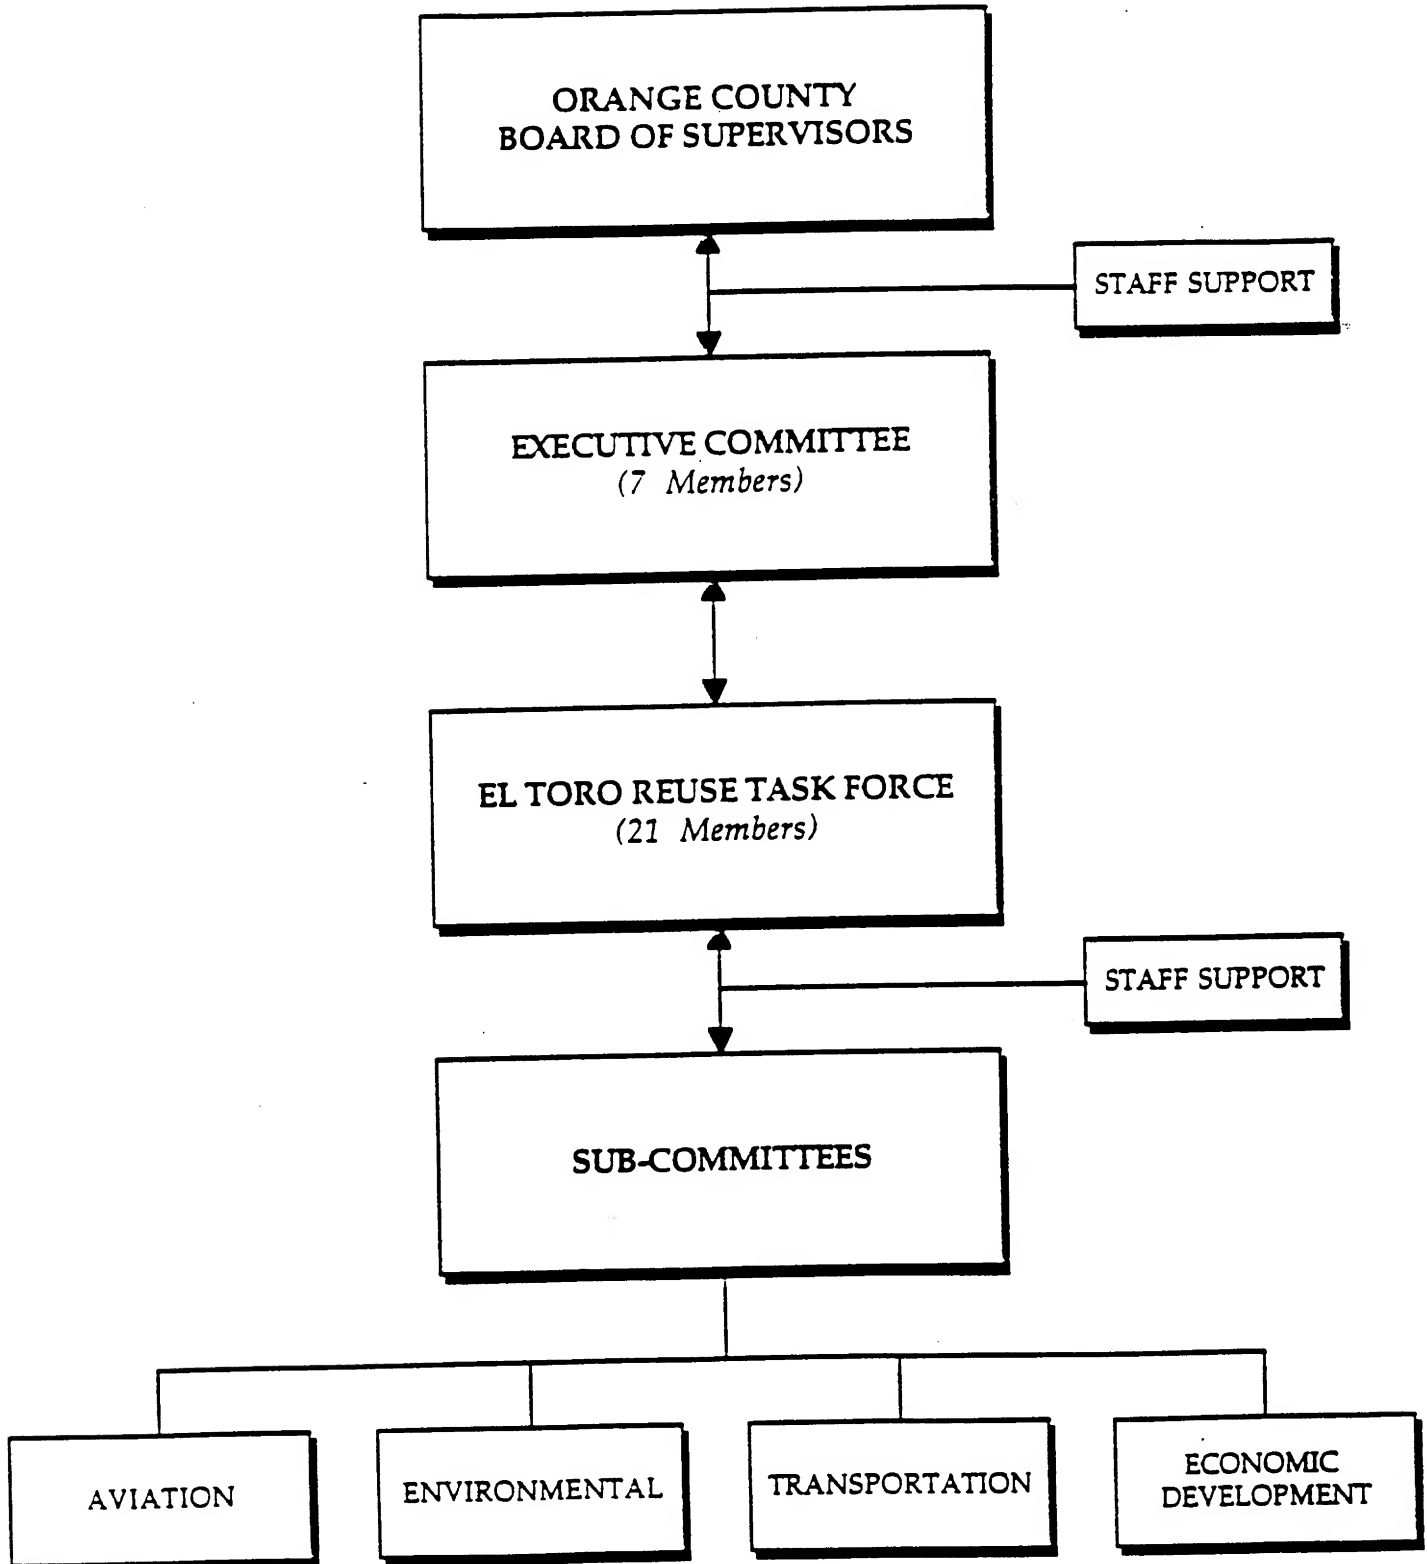 ORANGE COUNTY
BOARD OF SUPERVISORS
STAFF SUPPORT
EXECUTIVE COMMITTEE
(7 Members)
EL TORO REUSE TASK FORCE
(21 Members)
STAFF SUPPORT
SUB-COMMITTEES
AVIATION
ENVIRONMENTAL
TRANSPORTATION
ECONOMIC
DEVELOPMENT